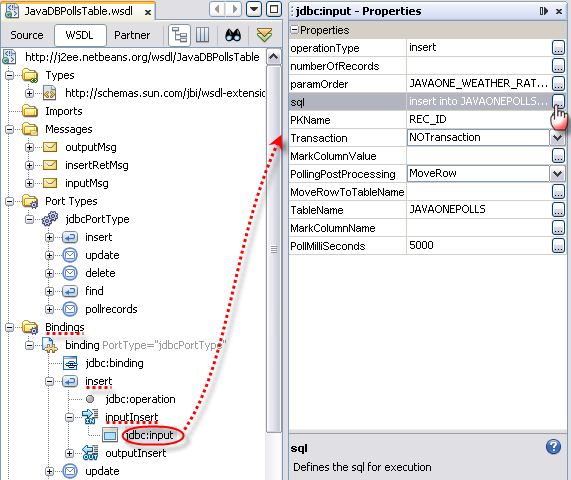 JavaDBPollsTable.wsdl
Source WSDL Partner
http://j2ee.netbeans.org/wsdl/JavaDBPollsTable
Types
http://schemas.sun.com/jbi/wsdl-extensio
Imports
Messages
outputMsg
insertRetMsg
inputMsg
Port Types
jdbcPortType
insert
update
delete
find
pollrecords
Bindings
binding PortType="jdbcPortType"
jdbc:binding
insert
jdbc:operation
inputInsert
jdbc:input
outputInsert
update
jdbc:input - Properties
Properties
operationType insert ...
numberOfRecords ...
paramOrder JAVAONE_WEATHER_RAT... ...
sql insert into JAVAONEPOLLS... ...
PKName REC_ID ...
Transaction NOTransaction
MarkColumnValue ...
PollingPostProcessing MoveRow
MoveRowToTableName ...
TableName JAVAONEPOLLS ...
MarkColumnName ...
PollMilliSeconds 5000 ...
sql
Defines the sql for execution